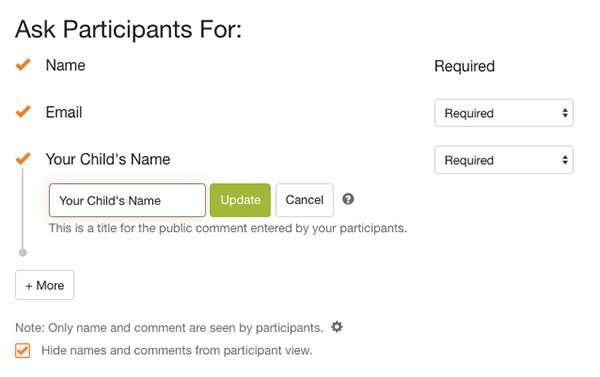 Ask Participants For:
Name Required
Email Required
Your Child's Name Required
Your Child's Name Update Cancel ?
This is a title for the public comment entered by your participants.
+ More
Note: Only name and comment are seen by participants.
Hide names and comments from participant view.